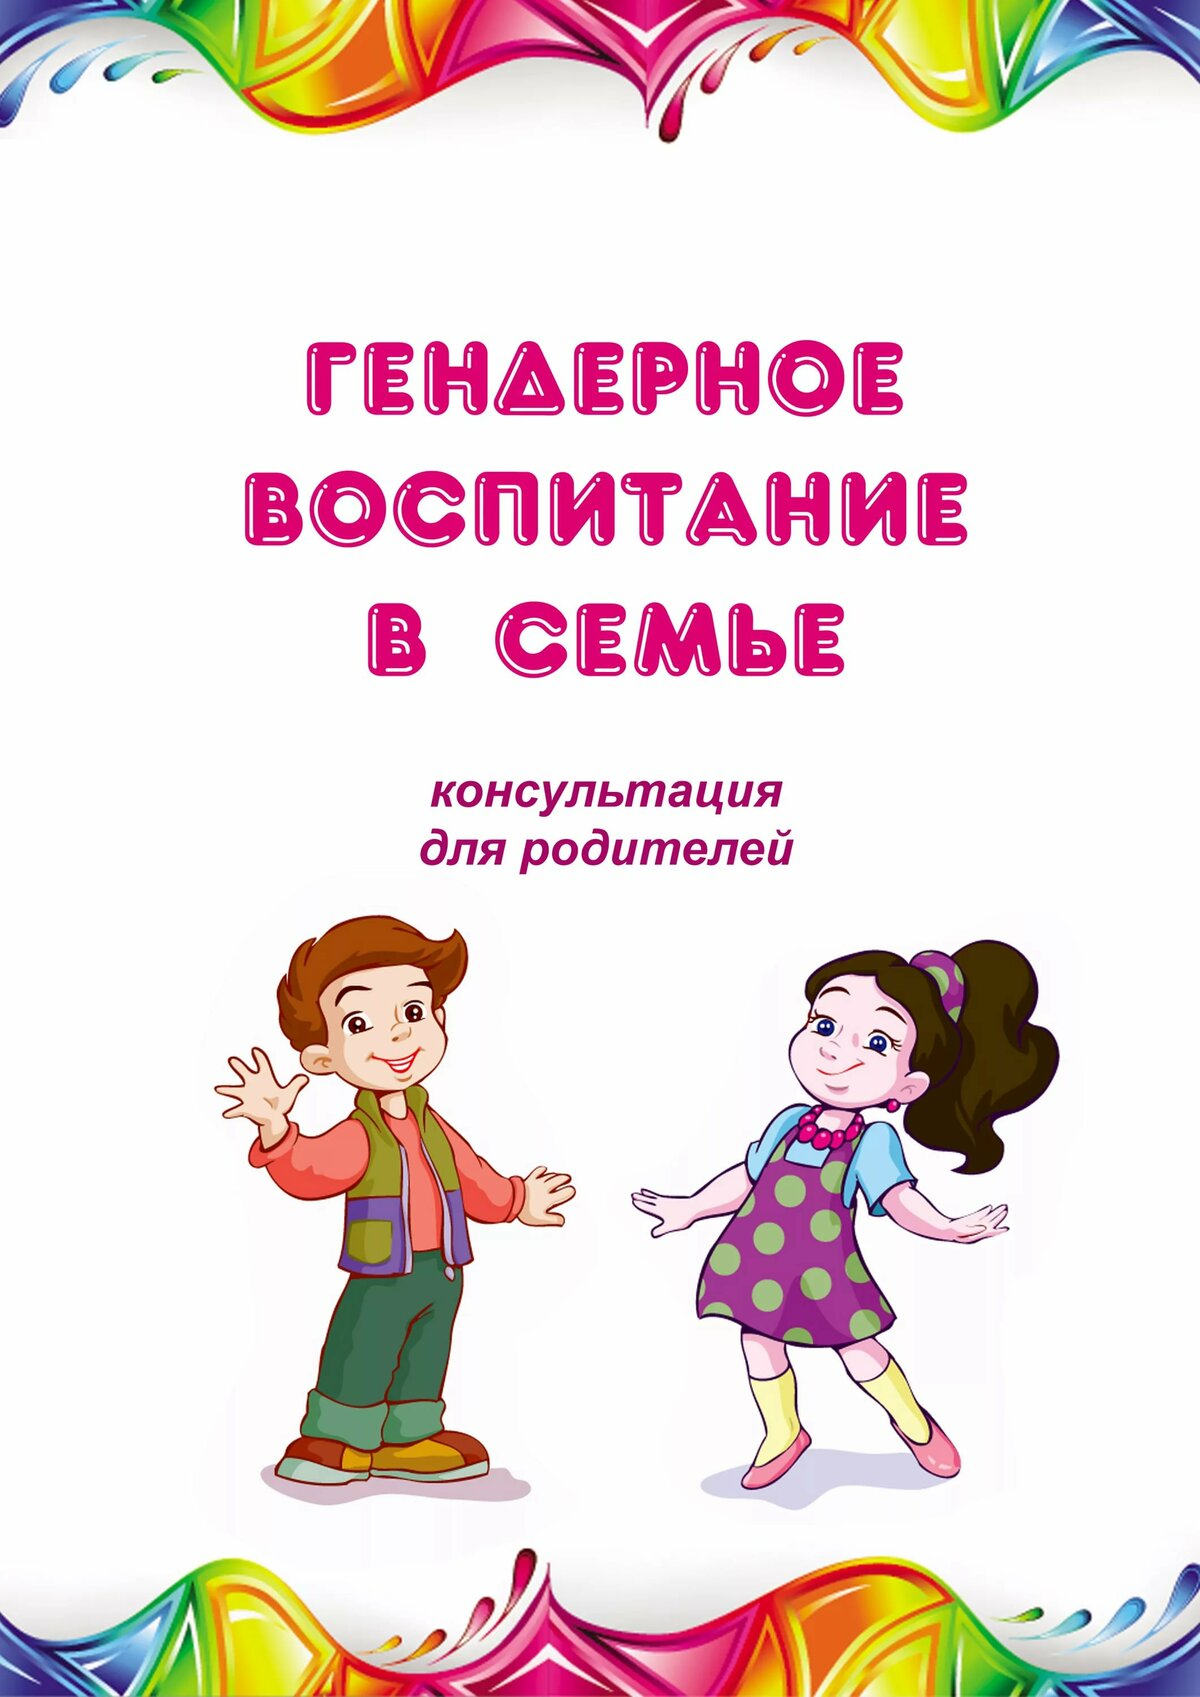 ГЕНДЕРНОЕ
ВОСПИТАНИЕ
В СЕМЬЕ
консультация
для родителей